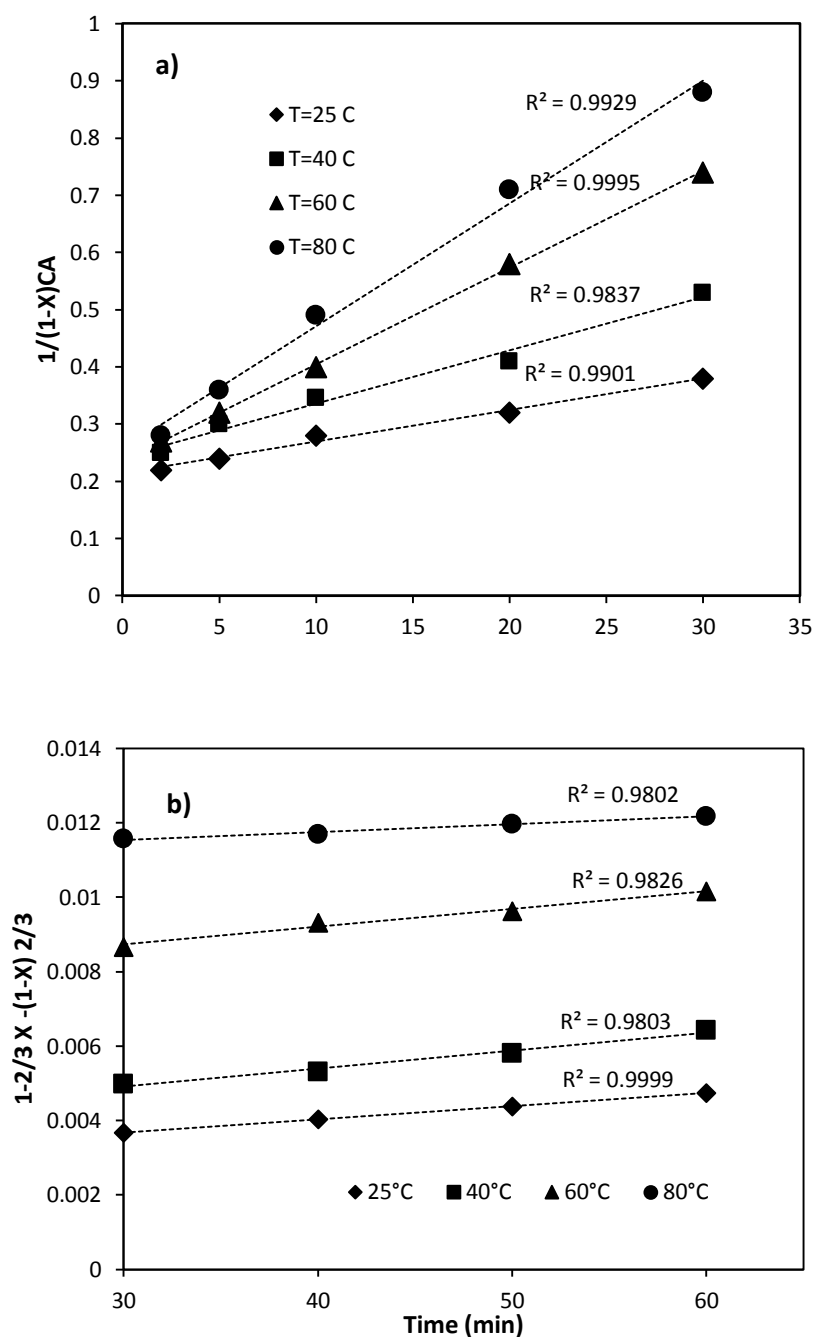 1
a)
0.9
R² = 0.9929
T=25 C
0.8
T=40 C
0.7
R² = 0.9995
T=60 C
0.6
T=80 C
1/(1-X)CA
0.5
R² = 0.9837
0.4
R² = 0.9901
0.3
0.2
0.1
0
0 5 10 15 20 25 30 35
0.014
b)
R² = 0.9802
0.012
R² = 0.9826
0.01
1-2/3 X -(1-X) 2/3
0.008
R² = 0.9803
0.006
R² = 0.9999
0.004
25°C 40°C 60°C 80°C
0.002
0
30 40 50 60
Time (min)